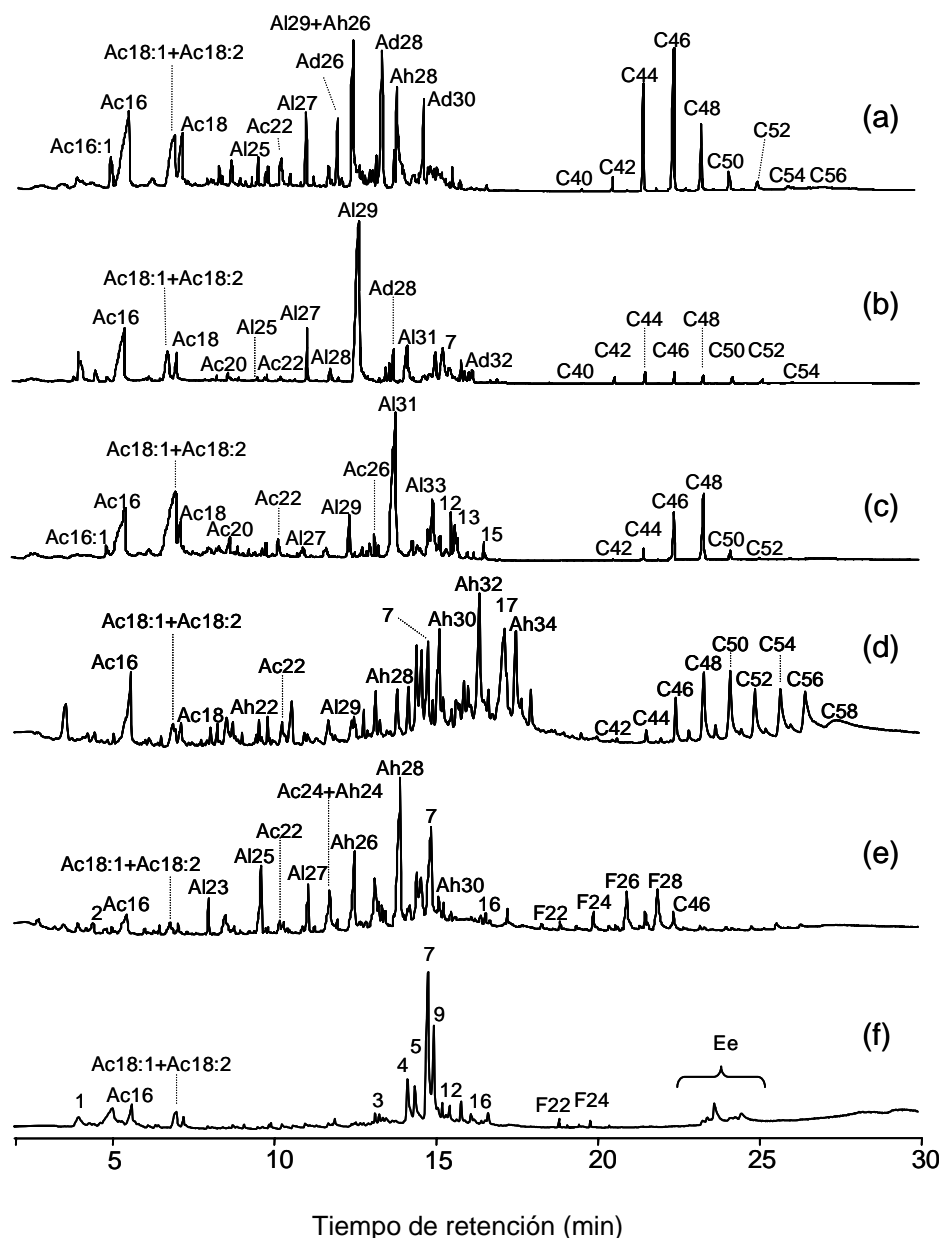 Al29+Ah26
Ac18:1+Ac18:2
Ad28
C46
Ad26
Ah28
C44
Ac16
Al27
Ad30
(a)
Ac18
Ac22
C48
Ac16:1
Al25
C52
C50
C42
C40
C54 C56
Al29
Ac18:1+Ac18:2
Ad28
(b)
Ac16
Al25
Al27
C44
C48
Ac18
Al31
7
Al28
C42
C46
C50
C52
Ac20
Ac22
Ad32
C40
C54
Al31
Ac18:1+Ac18:2
Ac26
(c)
C48
Ac16
Al33
C46
Ac22
Al29
12
Ac18
13
Ac20
C44
C50
Ac16:1
Al27
15
C42
C52
Ah32
Ac18:1+Ac18:2
7
Ah30
17
Ah34
(d)
C50
C54
Ac16
Ac22
C48
Ah28
C52
C56
C46
Ah22
Al29
Ac18
C44
C58
C42
Ah28
Ac24+Ah24
(e)
Ac22
7
Al25
Ah26
Ac18:1+Ac18:2
Al27
Al23
Ah30
F26
F28
2
Ac16
16
F24
C46
F22
7
(f)
9
Ee
5
4
Ac18:1+Ac18:2
Ac16
12
1
3
16
F22
F24
5 10 15 20 25 30
Tiempo de retención (min)